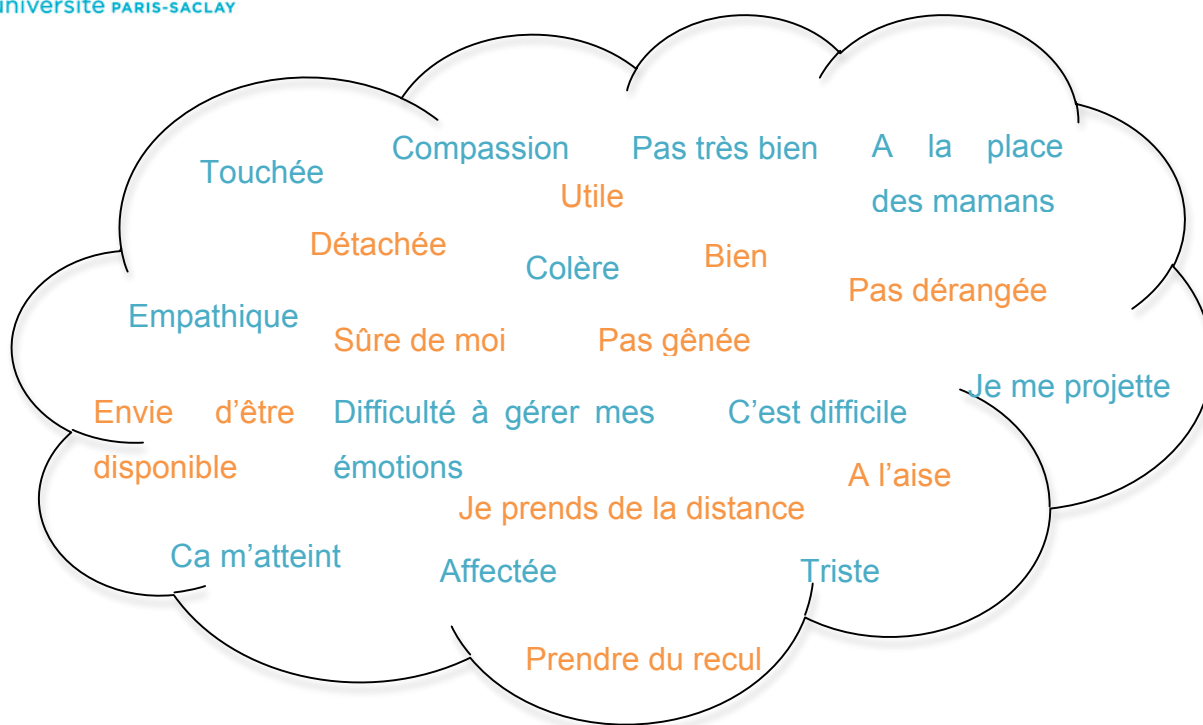 université PARIS-SACLAY
Compassion
Pas très bien
A la place
des mamans
Touchée
Utile
Détachée
Colère
Bien
Pas dérangée
Empathique
Sûre de moi
Pas gênée
Je me projette
Envie d’être
disponible
Difficulté à gérer mes
émotions
C’est difficile
A l’aise
Je prends de la distance
Ca m’atteint
Affectée
Triste
Prendre du recul